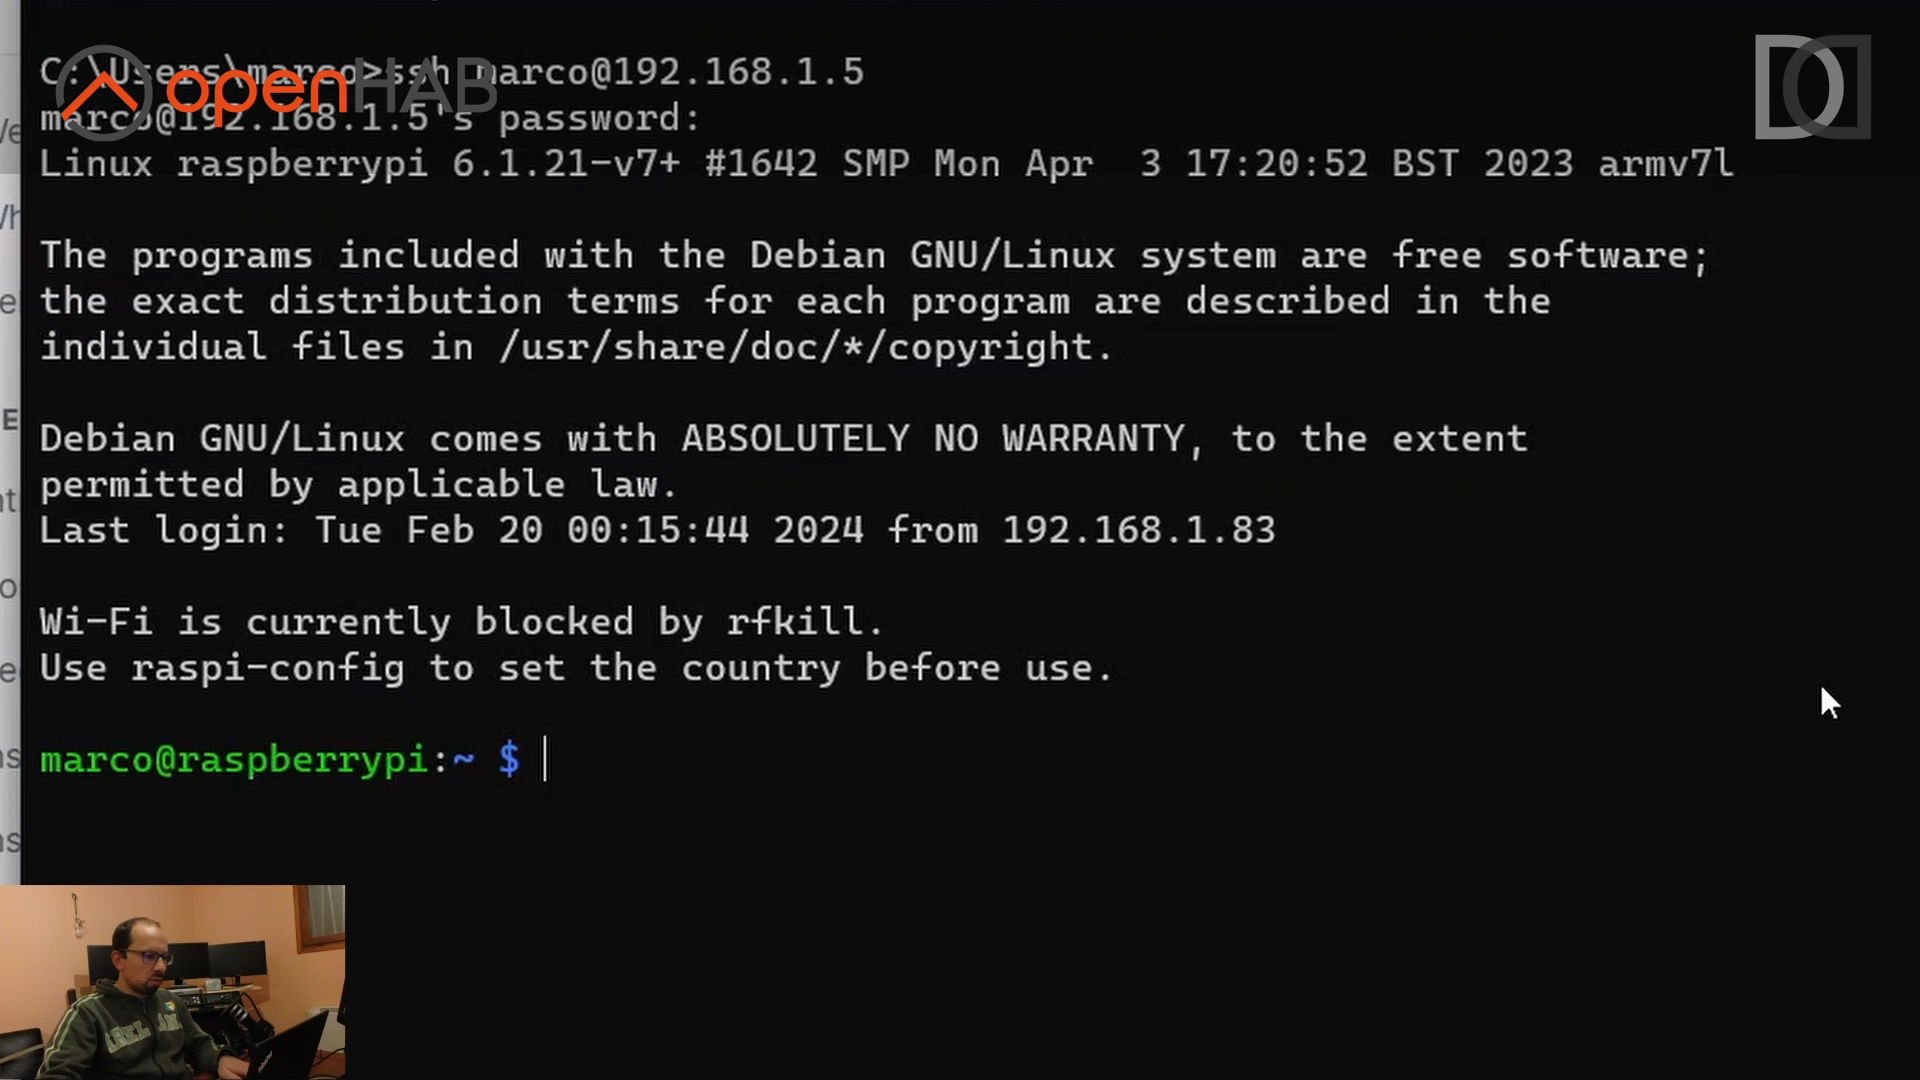 C:\Users\marco>ssh marco@192.168.1.5
openHAB
marco@192.168.1.5's password:
Linux raspberrypi 6.1.21-v7+ #1642 SMP Mon Apr  3 17:20:52 BST 2023 armv7l
The programs included with the Debian GNU/Linux system are free software;
the exact distribution terms for each program are described in the
individual files in /usr/share/doc/*/copyright.
Debian GNU/Linux comes with ABSOLUTELY NO WARRANTY, to the extent
permitted by applicable law.
Last login: Tue Feb 20 00:15:44 2024 from 192.168.1.83
Wi-Fi is currently blocked by rfkill.
Use raspi-config to set the country before use.
marco@raspberrypi:~ $